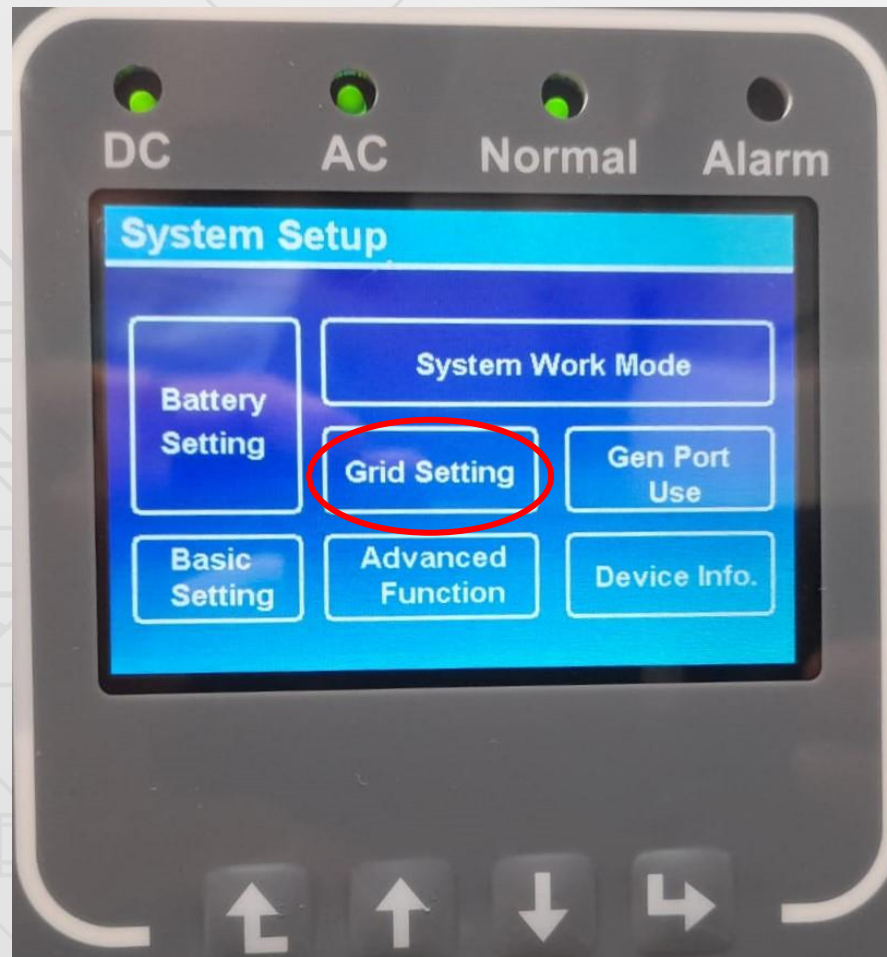 DC AC Normal Alarm
System Setup
Battery
Setting
System Work Mode
Grid Setting
Gen Port
Use
Basic
Setting
Advanced
Function
Device Info.